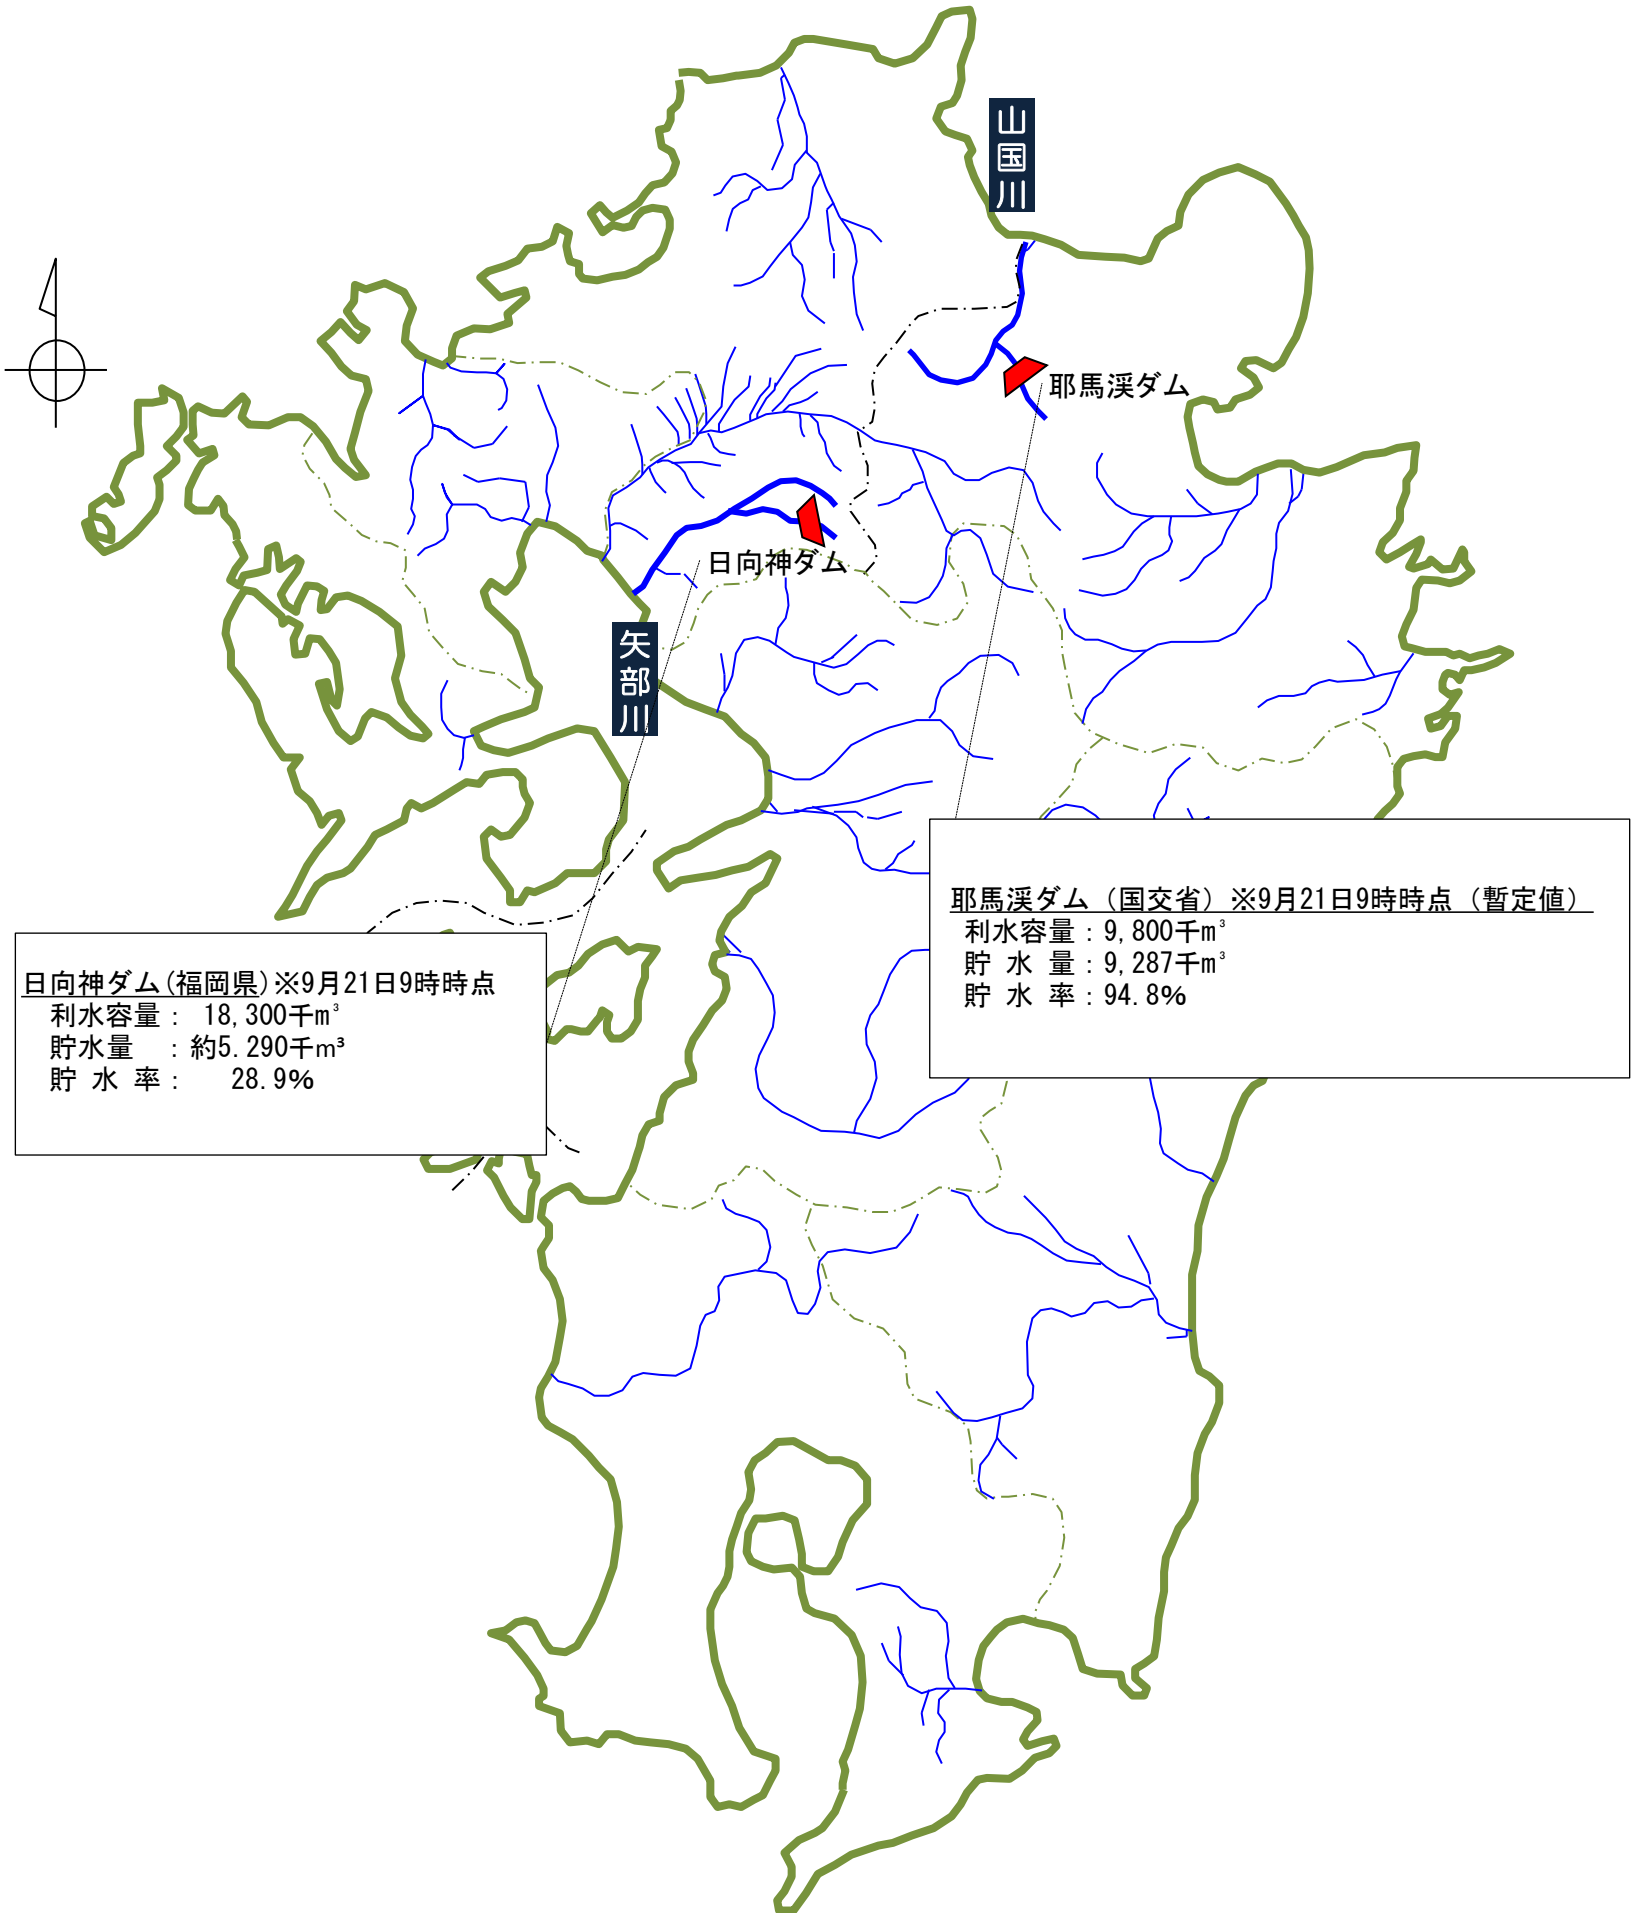 山国川
耶馬渓ダム
日向神ダム
矢部川
耶馬渓ダム（国交省）※9月21日9時時点（暫定値）
利水容量：9,800千m³
貯 水 量：9,287千m³
貯 水 率：94.8%
日向神ダム(福岡県)※9月21日9時時点
利水容量： 18,300千m³
貯水量　：約5.290千m³
貯 水 率：　28.9%